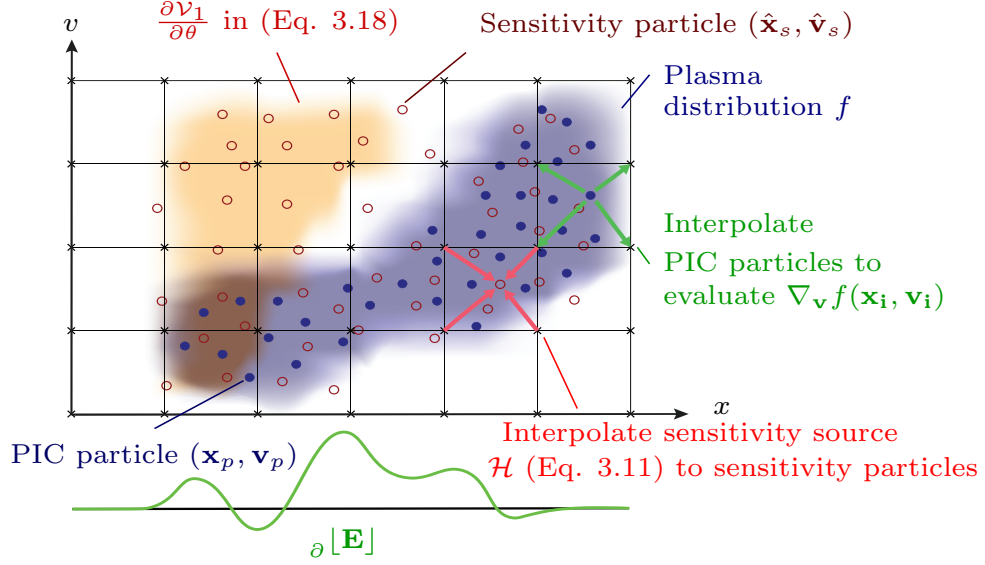 v
∂𝒱₁/∂θ in (Eq. 3.18)
Sensitivity particle (x̂ₛ, v̂ₛ)
Plasma
distribution f
Interpolate
PIC particles to
evaluate ∇ᵥf(xᵢ, vᵢ)
x
Interpolate sensitivity source
ℋ (Eq. 3.11) to sensitivity particles
PIC particle (xₚ, vₚ)
∂⌊E⌋